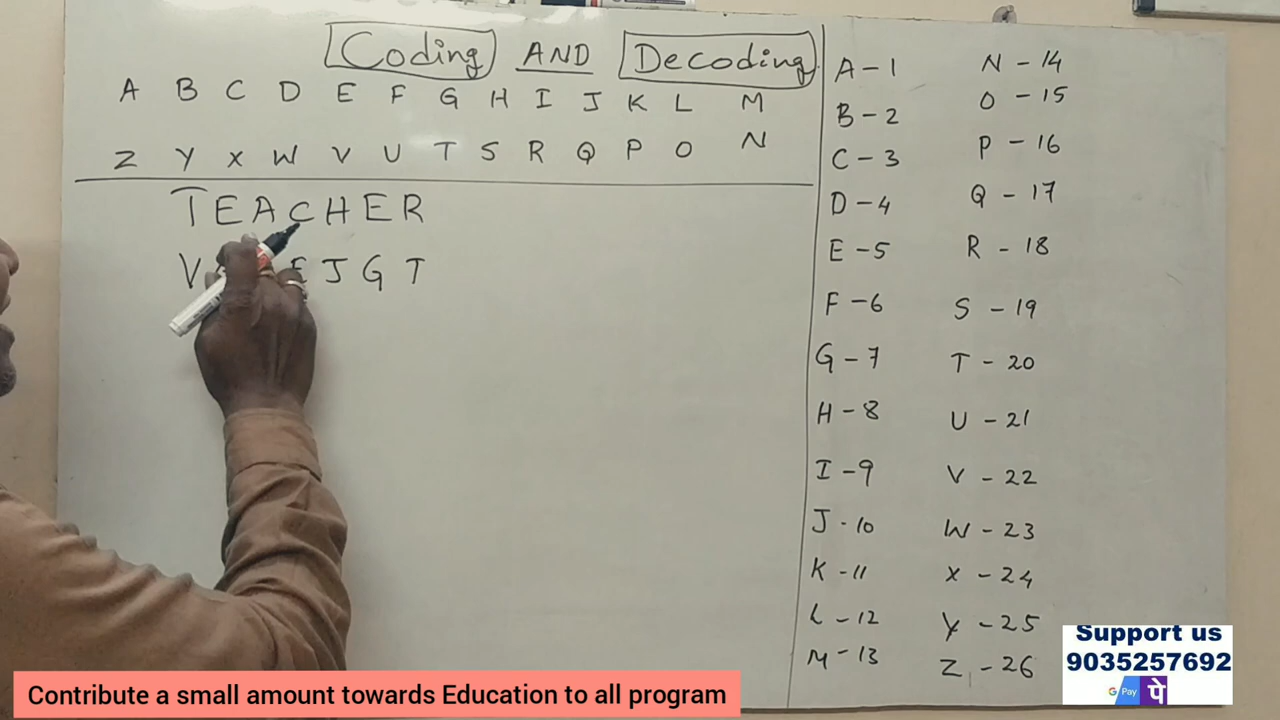 Coding AND Decoding
A B C D E F G H I J K L M
Z Y X W V U T S R Q P O N
TEACHER
V E J G T
A - 1
B - 2
C - 3
D - 4
E - 5
F - 6
G - 7
H - 8
I - 9
J - 10
K - 11
L - 12
M - 13
N - 14
O - 15
P - 16
Q - 17
R - 18
S - 19
T - 20
U - 21
V - 22
W - 23
X - 24
Y - 25
Z - 26
Support us
9035257692
G Pay पे
Contribute a small amount towards Education to all program